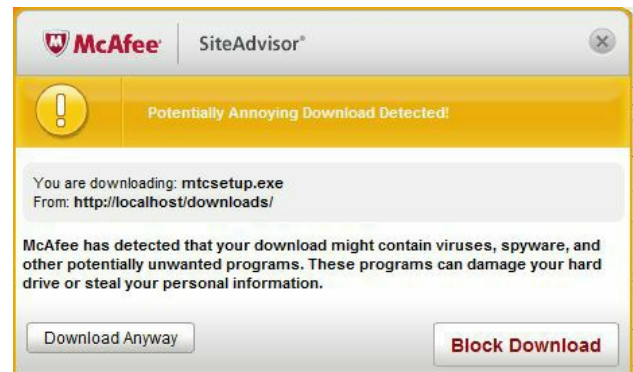 McAfee SiteAdvisor®
Potentially Annoying Download Detected!
You are downloading: mtcsetup.exe
From: http://localhost/downloads/
McAfee has detected that your download might contain viruses, spyware, and
other potentially unwanted programs. These programs can damage your hard
drive or steal your personal information.
Download Anyway
Block Download